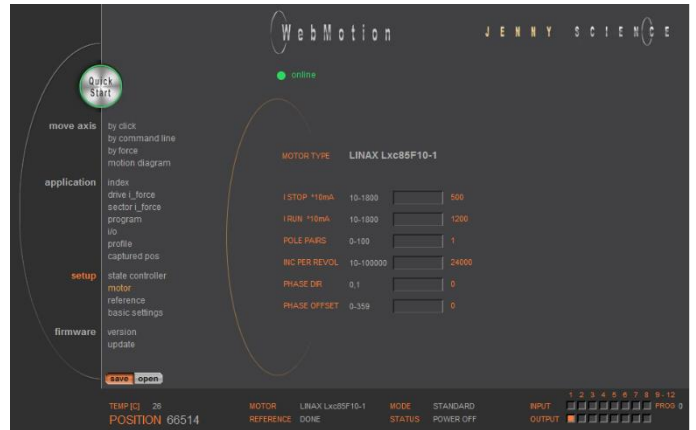 WebMotion
JENNY SCIENCE
online
Quick
Start
move axis
by click
by command line
by force
motion diagram
application
index
drive i_force
sector i_force
program
i/o
profile
captured pos
setup
state controller
motor
reference
basic settings
firmware
version
update
save open
MOTOR TYPE LINAX Lxc85F10-1
I STOP *10mA 10-1800 500
I RUN *10mA 10-1800 1200
POLE PAIRS 0-100 1
INC PER REVOL 10-100000 24000
PHASE DIR 0,1 0
PHASE OFFSET 0-359 0
TEMP [C] 26
POSITION 66514
MOTOR LINAX Lxc85F10-1
REFERENCE DONE
MODE STANDARD
STATUS POWER OFF
1 2 3 4 5 6 7 8 9-12
INPUT PROG 0
OUTPUT